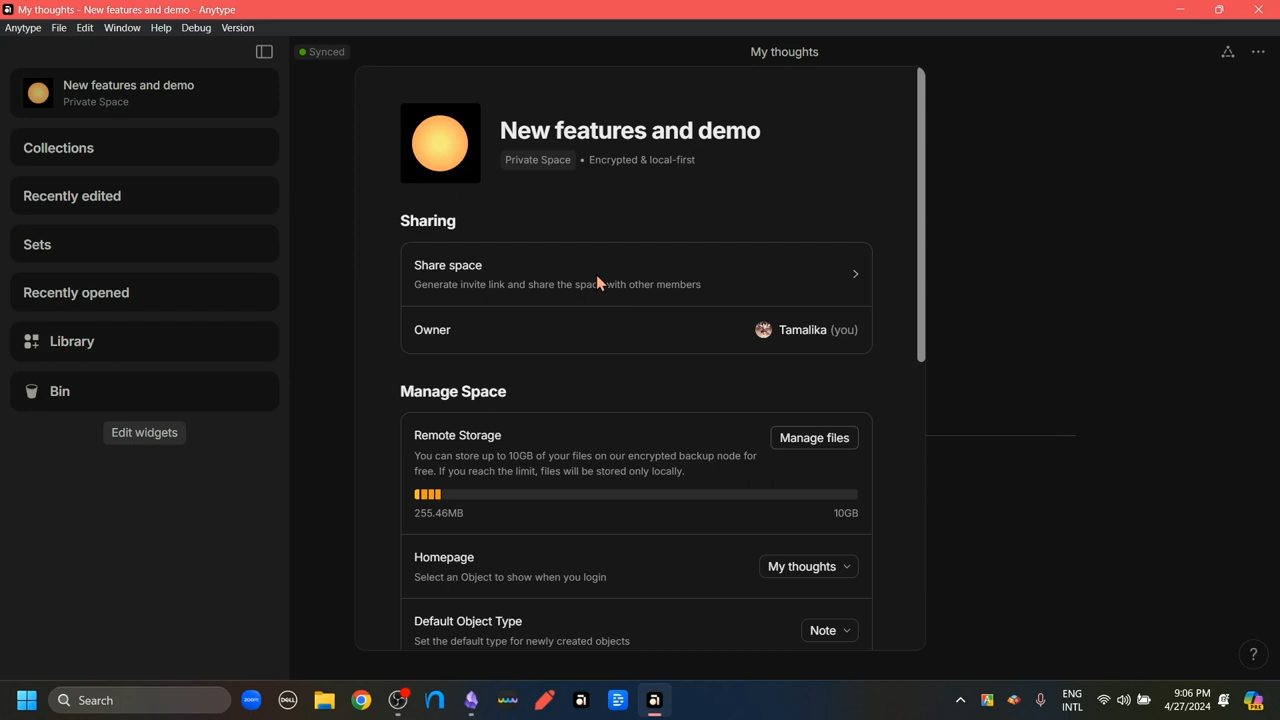 My thoughts - New features and demo - Anytype
Anytype File Edit Window Help Debug Version
Synced
My thoughts
New features and demo
Private Space
Collections
Recently edited
Sets
Recently opened
Library
Bin
Edit widgets
New features and demo
Private Space • Encrypted & local-first
Sharing
Share space
Generate invite link and share the space with other members
Owner
Tamalika (you)
Manage Space
Remote Storage
Manage files
You can store up to 10GB of your files on our encrypted backup node for
free. If you reach the limit, files will be stored only locally.
255.46MB
10GB
Homepage
Select an Object to show when you login
My thoughts
Default Object Type
Set the default type for newly created objects
Note
?
Search
zoom
DELL
ENG
INTL
9:06 PM
4/27/2024
PRE